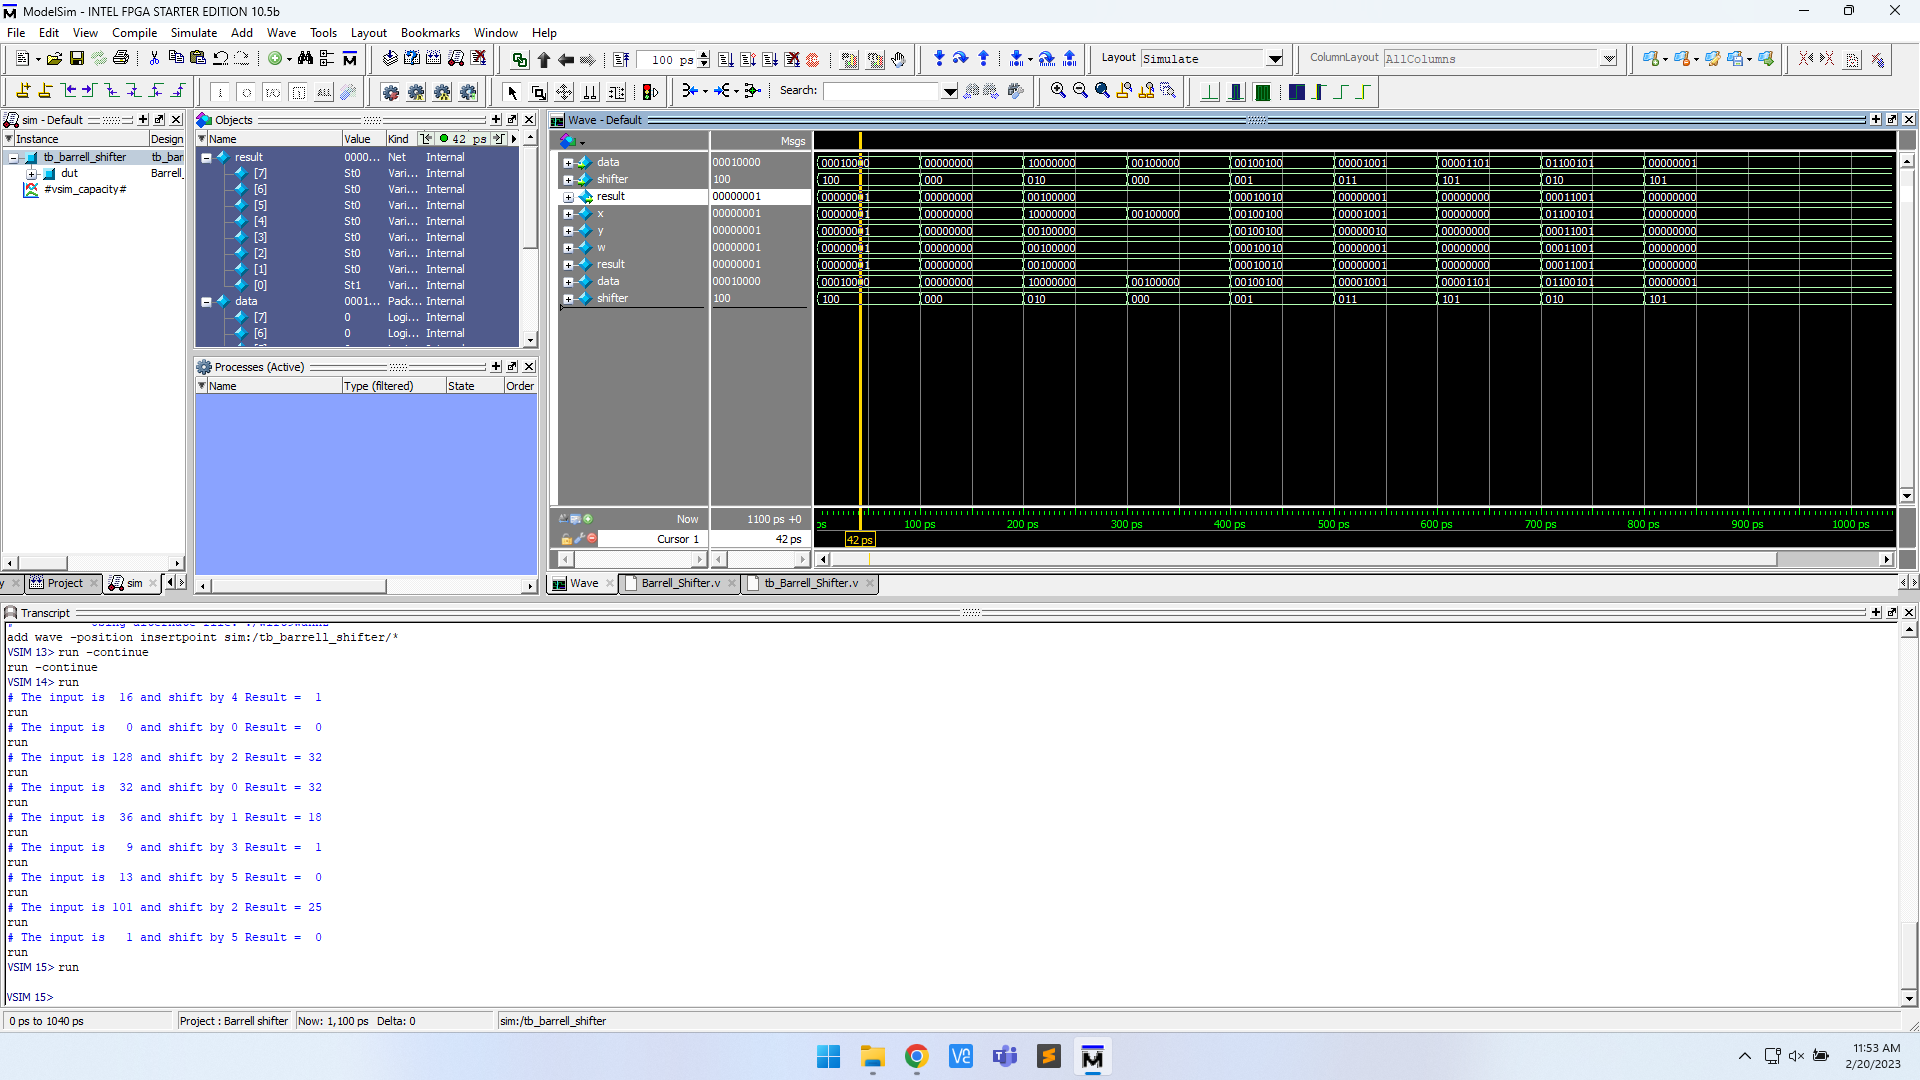 ModelSim - INTEL FPGA STARTER EDITION 10.5b
File Edit View Compile Simulate Add Wave Tools Layout Bookmarks Window Help
100 ps
Layout Simulate
ColumnLayout AllColumns
Search:
sim - Default
Instance Design
tb_barrell_shifter tb_bar
dut Barrell_
#vsim_capacity#
Objects
Name Value Kind 42 ps
result 0000... Net Internal
[7] St0 Vari... Internal
[6] St0 Vari... Internal
[5] St0 Vari... Internal
[4] St0 Vari... Internal
[3] St0 Vari... Internal
[2] St0 Vari... Internal
[1] St0 Vari... Internal
[0] St1 Vari... Internal
data 0001... Pack... Internal
[7] 0 Logi... Internal
[6] 0 Logi... Internal
Processes (Active)
Name Type (filtered) State Order
Wave - Default
Msgs
data 00010000 00010000 00000000 10000000 00100000 00100100 00001001 00001101 01100101 00000001
shifter 100 100 000 010 000 001 011 101 010 101
result 00000001 00000001 00000000 00100000 00010010 00000001 00000000 00011001 00000000
x 00000001 00000001 00000000 10000000 00100000 00100100 00001001 00000000 01100101 00000000
y 00000001 00000001 00000000 00100000 00100100 00000010 00000000 00011001 00000000
w 00000001 00000001 00000000 00100000 00010010 00000001 00000000 00011001 00000000
result 00000001 00000001 00000000 00100000 00010010 00000001 00000000 00011001 00000000
data 00010000 00010000 00000000 10000000 00100000 00100100 00001001 00001101 01100101 00000001
shifter 100 100 000 010 000 001 011 101 010 101
Now 1100 ps +0 ps 100 ps 200 ps 300 ps 400 ps 500 ps 600 ps 700 ps 800 ps 900 ps 1000 ps
Cursor 1 42 ps 42 ps
Project sim
Wave Barrell_Shifter.v tb_Barrell_Shifter.v
Transcript
add wave -position insertpoint sim:/tb_barrell_shifter/*
VSIM 13> run -continue
run -continue
VSIM 14> run
# The input is  16 and shift by 4 Result =  1
run
# The input is   0 and shift by 0 Result =  0
run
# The input is 128 and shift by 2 Result = 32
run
# The input is  32 and shift by 0 Result = 32
run
# The input is  36 and shift by 1 Result = 18
run
# The input is   9 and shift by 3 Result =  1
run
# The input is  13 and shift by 5 Result =  0
run
# The input is 101 and shift by 2 Result = 25
run
# The input is   1 and shift by 5 Result =  0
run
VSIM 15> run
VSIM 15>
0 ps to 1040 ps Project : Barrell shifter Now: 1,100 ps Delta: 0 sim:/tb_barrell_shifter
11:53 AM
2/20/2023